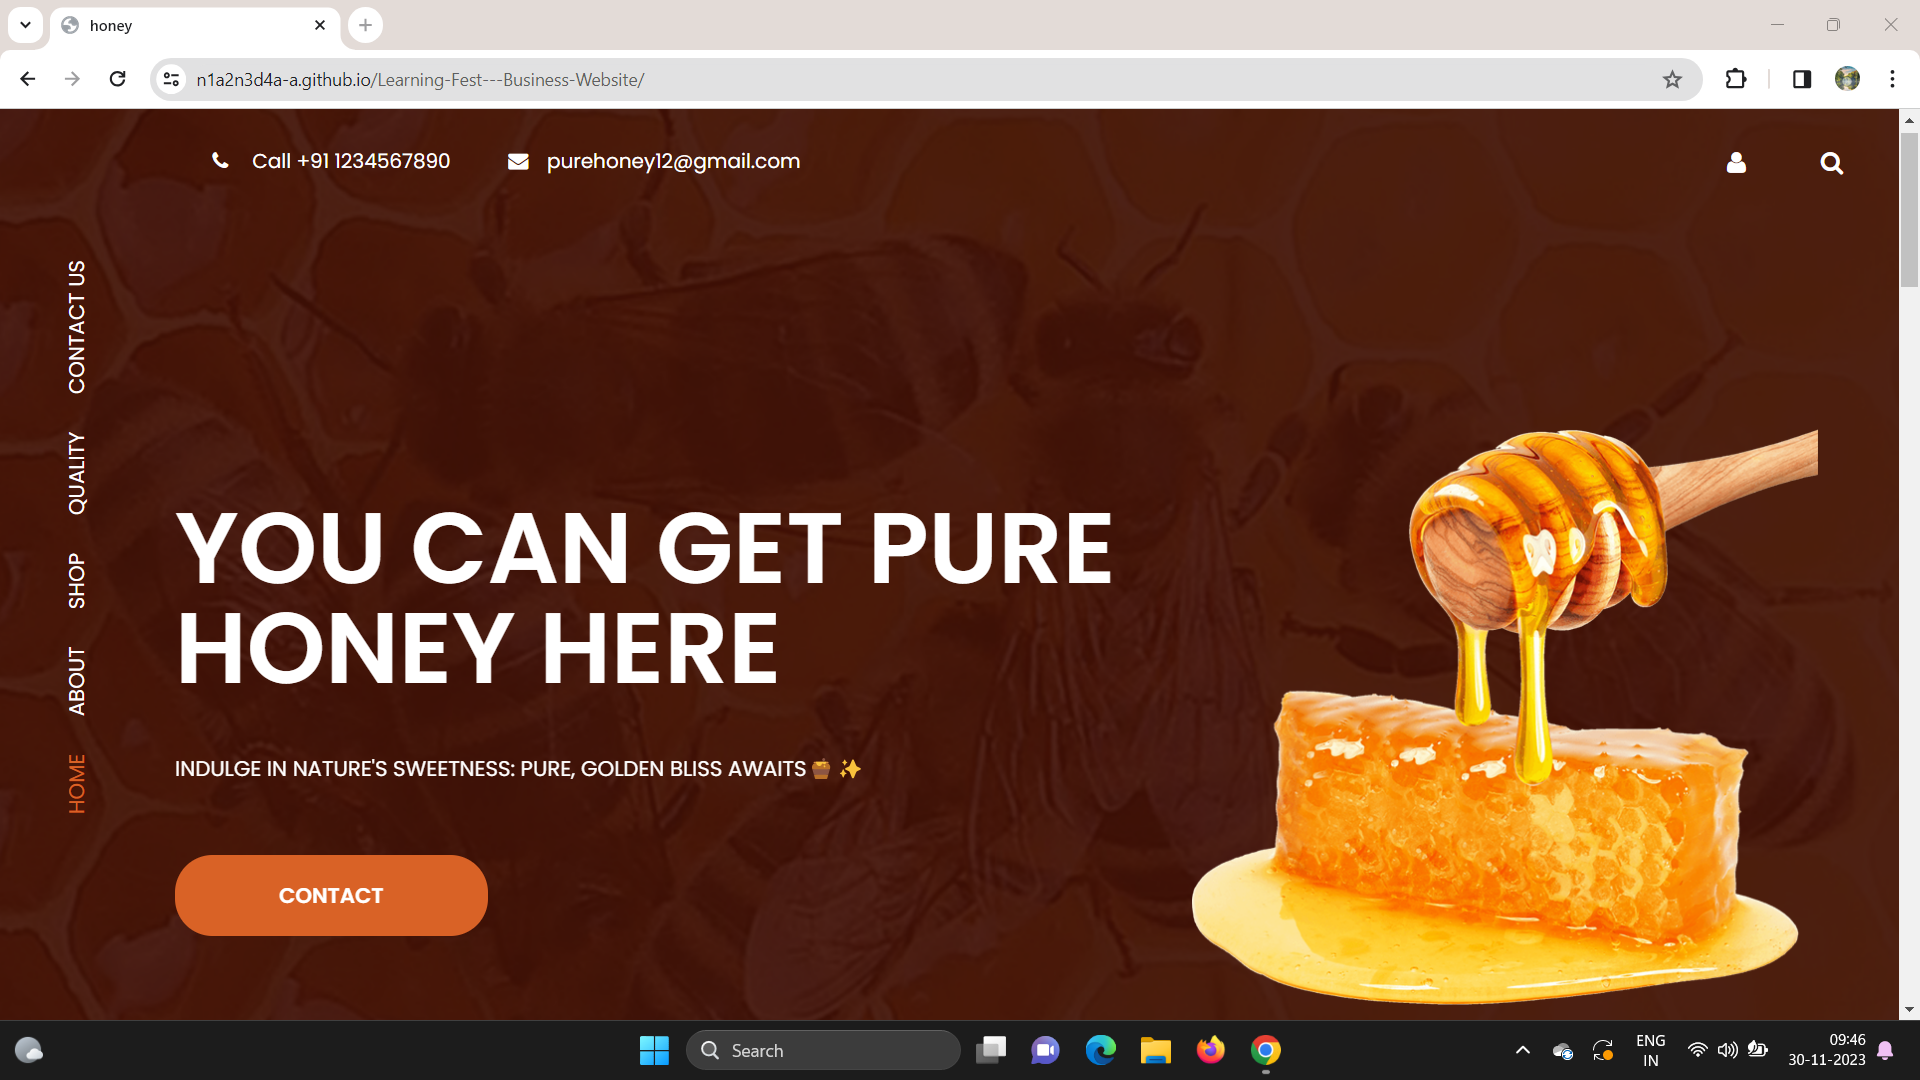 honey
n1a2n3d4a-a.github.io/Learning-Fest---Business-Website/
Call +91 1234567890
purehoney12@gmail.com
CONTACT US
QUALITY
SHOP
ABOUT
HOME
YOU CAN GET PURE
HONEY HERE
INDULGE IN NATURE'S SWEETNESS: PURE, GOLDEN BLISS AWAITS🍯 ✨
CONTACT
Search
ENG
IN
09:46
30-11-2023